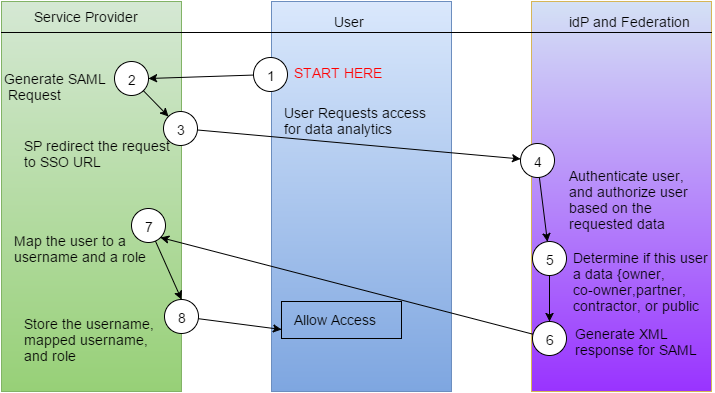 Service Provider
User
idP and Federation
1
START HERE
2
Generate SAML
Request
User Requests access
for data analytics
3
SP redirect the request
to SSO URL
4
Authenticate user,
and authorize user
based on the
requested data
5
Determine if this user
a data {owner,
co-owner,partner,
contractor, or public
6
Generate XML
response for SAML
7
Map the user to a
username and a role
8
Store the username,
mapped username,
and role
Allow Access